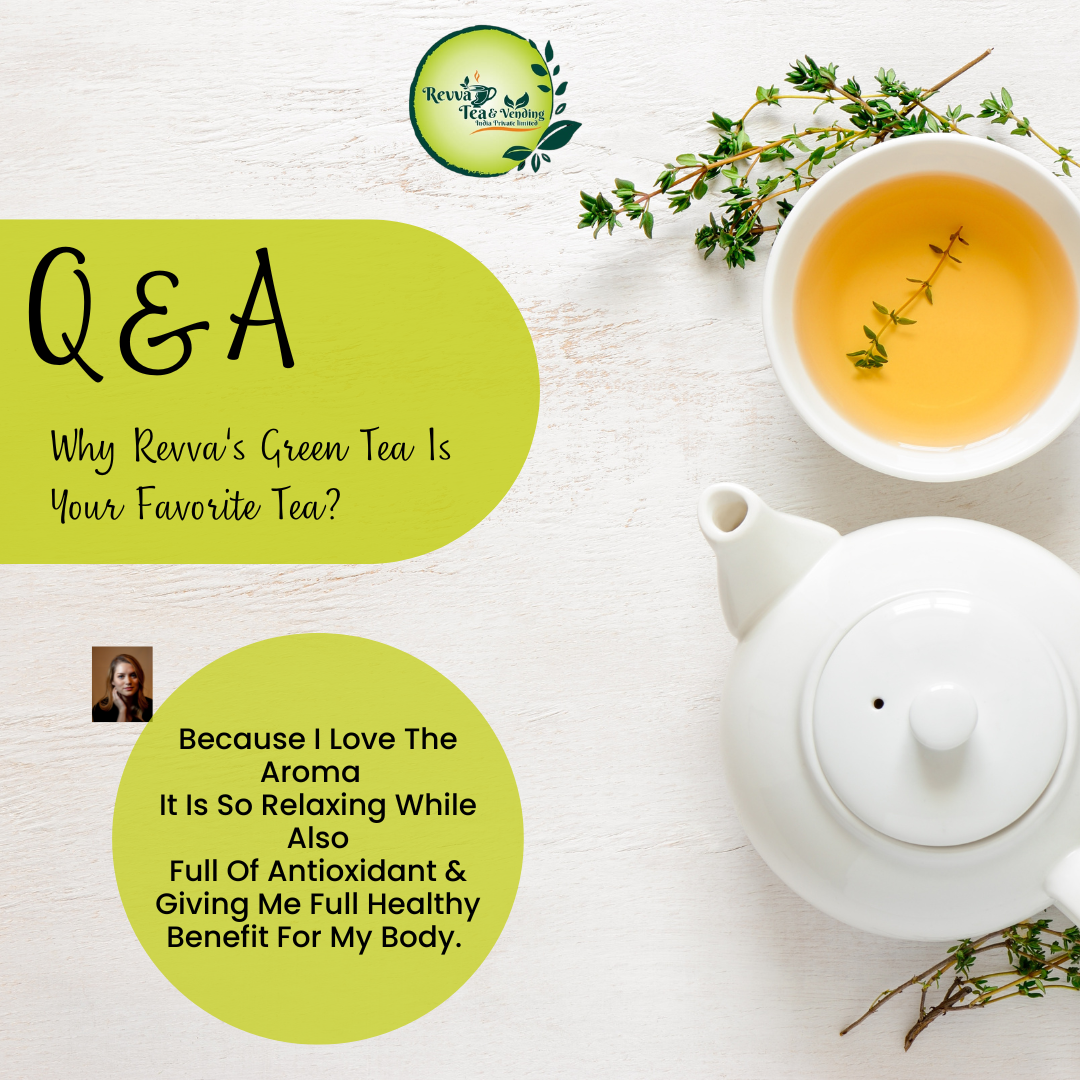 Revva
Tea & Vending
India Private limited
Q & A
Why Revva's Green Tea Is
Your Favorite Tea?
Because I Love The
Aroma
It Is So Relaxing While
Also
Full Of Antioxidant &
Giving Me Full Healthy
Benefit For My Body.